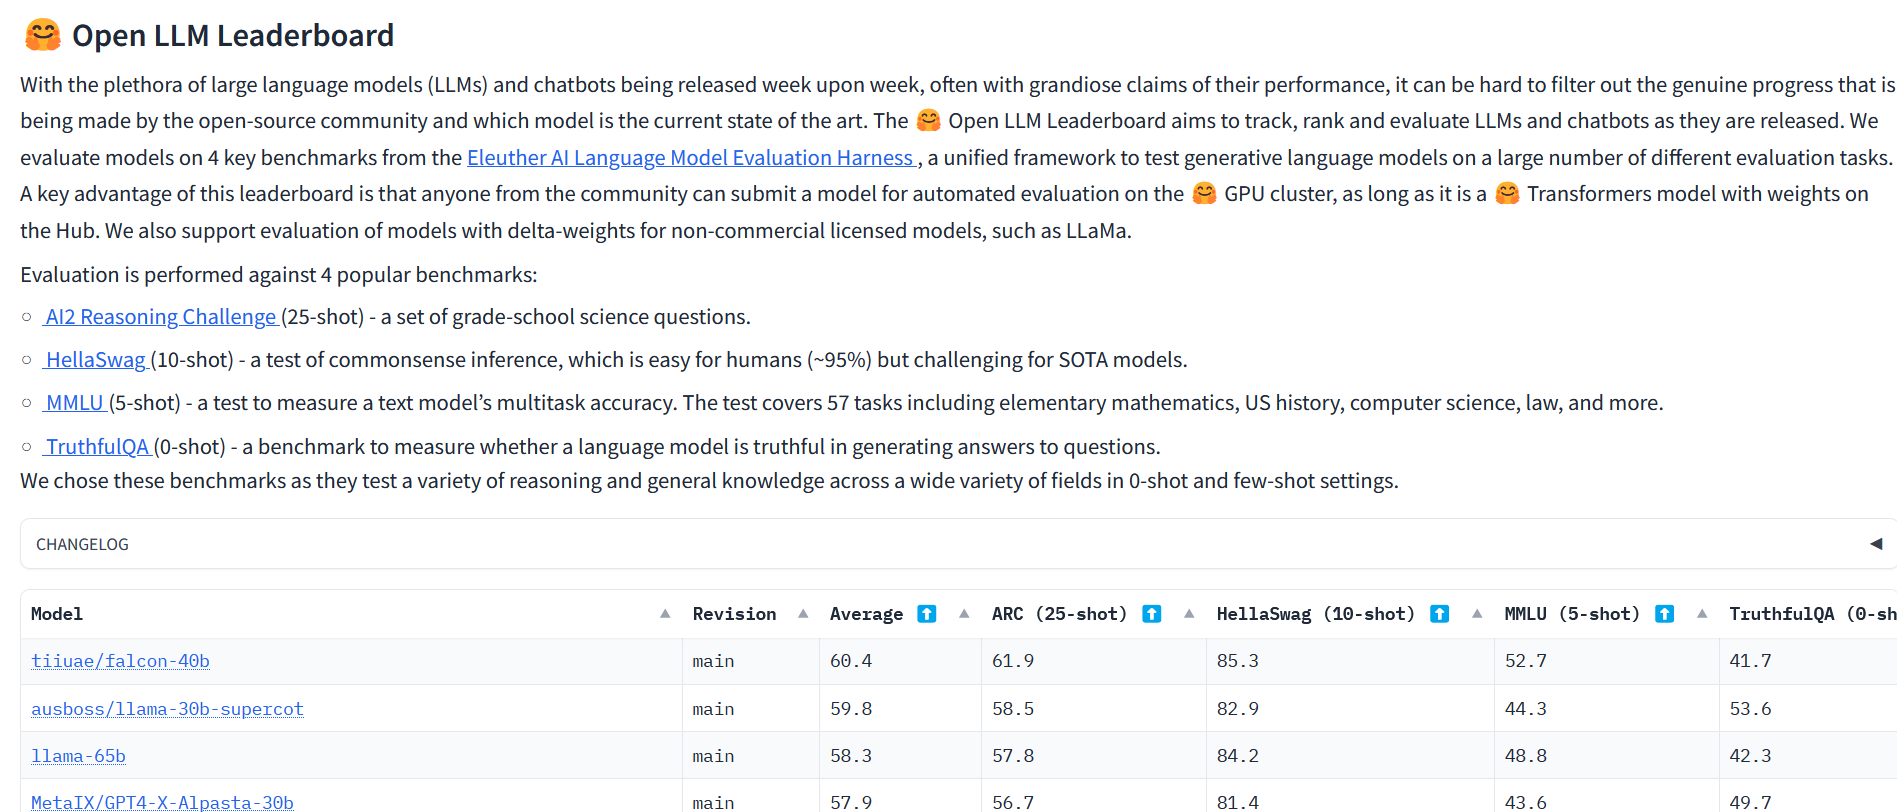 🤗 Open LLM Leaderboard
With the plethora of large language models (LLMs) and chatbots being released week upon week, often with grandiose claims of their performance, it can be hard to filter out the genuine progress that is
being made by the open-source community and which model is the current state of the art. The 🤗 Open LLM Leaderboard aims to track, rank and evaluate LLMs and chatbots as they are released. We
evaluate models on 4 key benchmarks from the Eleuther AI Language Model Evaluation Harness , a unified framework to test generative language models on a large number of different evaluation tasks.
A key advantage of this leaderboard is that anyone from the community can submit a model for automated evaluation on the 🤗 GPU cluster, as long as it is a 🤗 Transformers model with weights on
the Hub. We also support evaluation of models with delta-weights for non-commercial licensed models, such as LLaMa.
Evaluation is performed against 4 popular benchmarks:
○ AI2 Reasoning Challenge (25-shot) - a set of grade-school science questions.
○ HellaSwag (10-shot) - a test of commonsense inference, which is easy for humans (~95%) but challenging for SOTA models.
○ MMLU (5-shot) - a test to measure a text model’s multitask accuracy. The test covers 57 tasks including elementary mathematics, US history, computer science, law, and more.
○ TruthfulQA (0-shot) - a benchmark to measure whether a language model is truthful in generating answers to questions.
We chose these benchmarks as they test a variety of reasoning and general knowledge across a wide variety of fields in 0-shot and few-shot settings.
CHANGELOG ◀
Model ▲ Revision ▲ Average ⬆️ ▲ ARC (25-shot) ⬆️ ▲ HellaSwag (10-shot) ⬆️ ▲ MMLU (5-shot) ⬆️ ▲ TruthfulQA (0-sh
tiiuae/falcon-40b main 60.4 61.9 85.3 52.7 41.7
ausboss/llama-30b-supercot main 59.8 58.5 82.9 44.3 53.6
llama-65b main 58.3 57.8 84.2 48.8 42.3
MetaIX/GPT4-X-Alpasta-30b main 57.9 56.7 81.4 43.6 49.7